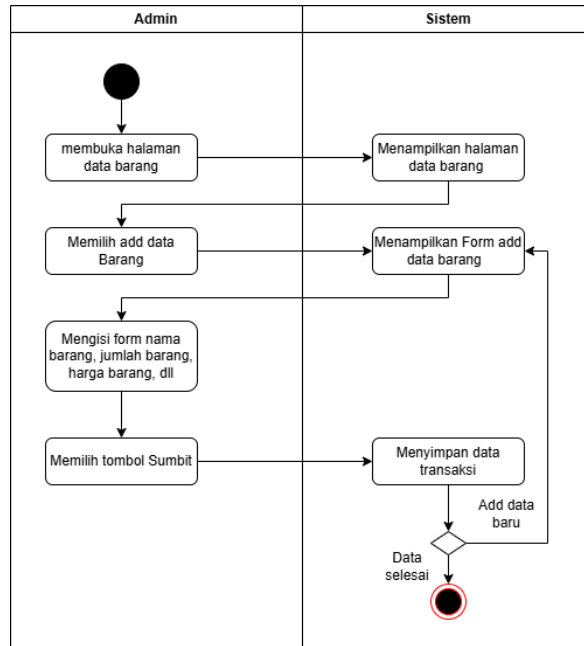 Admin
Sistem
membuka halaman
data barang
Menampilkan halaman
data barang
Memilih add data
Barang
Menampilkan Form add
data barang
Mengisi form nama
barang, jumlah barang,
harga barang, dll
Memilih tombol Sumbit
Menyimpan data
transaksi
Add data
baru
Data
selesai